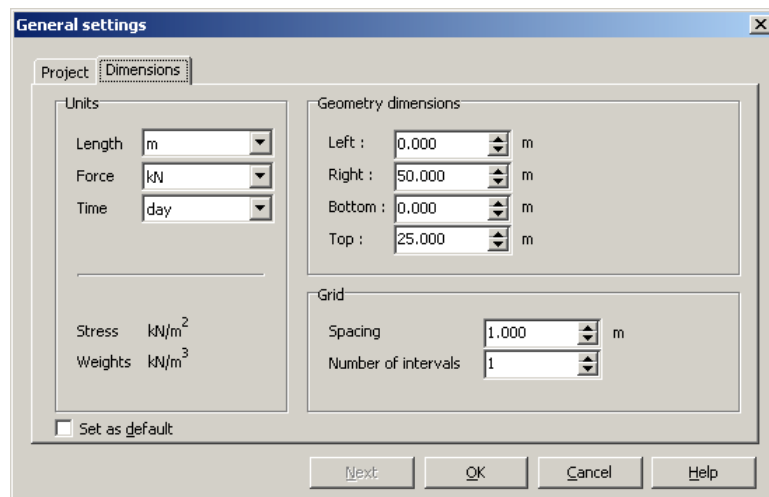 General settings
Project Dimensions
Units
Length m
Force kN
Time day
Stress kN/m²
Weights kN/m³
Geometry dimensions
Left : 0.000 m
Right : 50.000 m
Bottom : 0.000 m
Top : 25.000 m
Grid
Spacing 1.000 m
Number of intervals 1
Set as default
Next OK Cancel Help